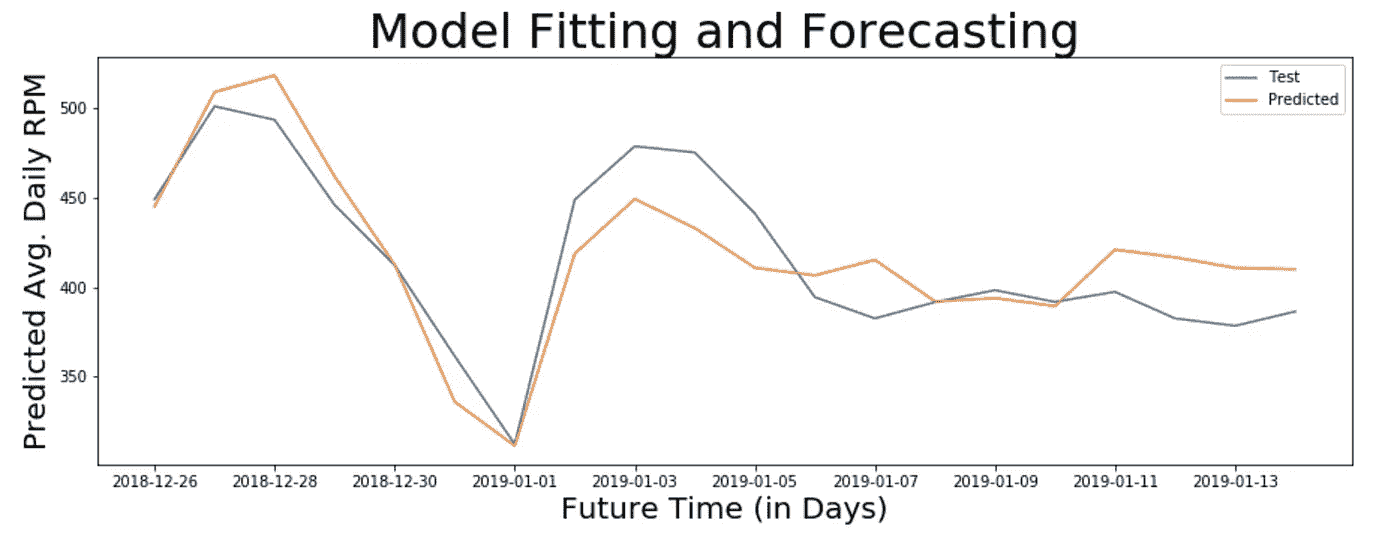 Model Fitting and Forecasting
Test
Predicted
Predicted Avg. Daily RPM
500
450
400
350
2018-12-26 2018-12-28 2018-12-30 2019-01-01 2019-01-03 2019-01-05 2019-01-07 2019-01-09 2019-01-11 2019-01-13
Future Time (in Days)